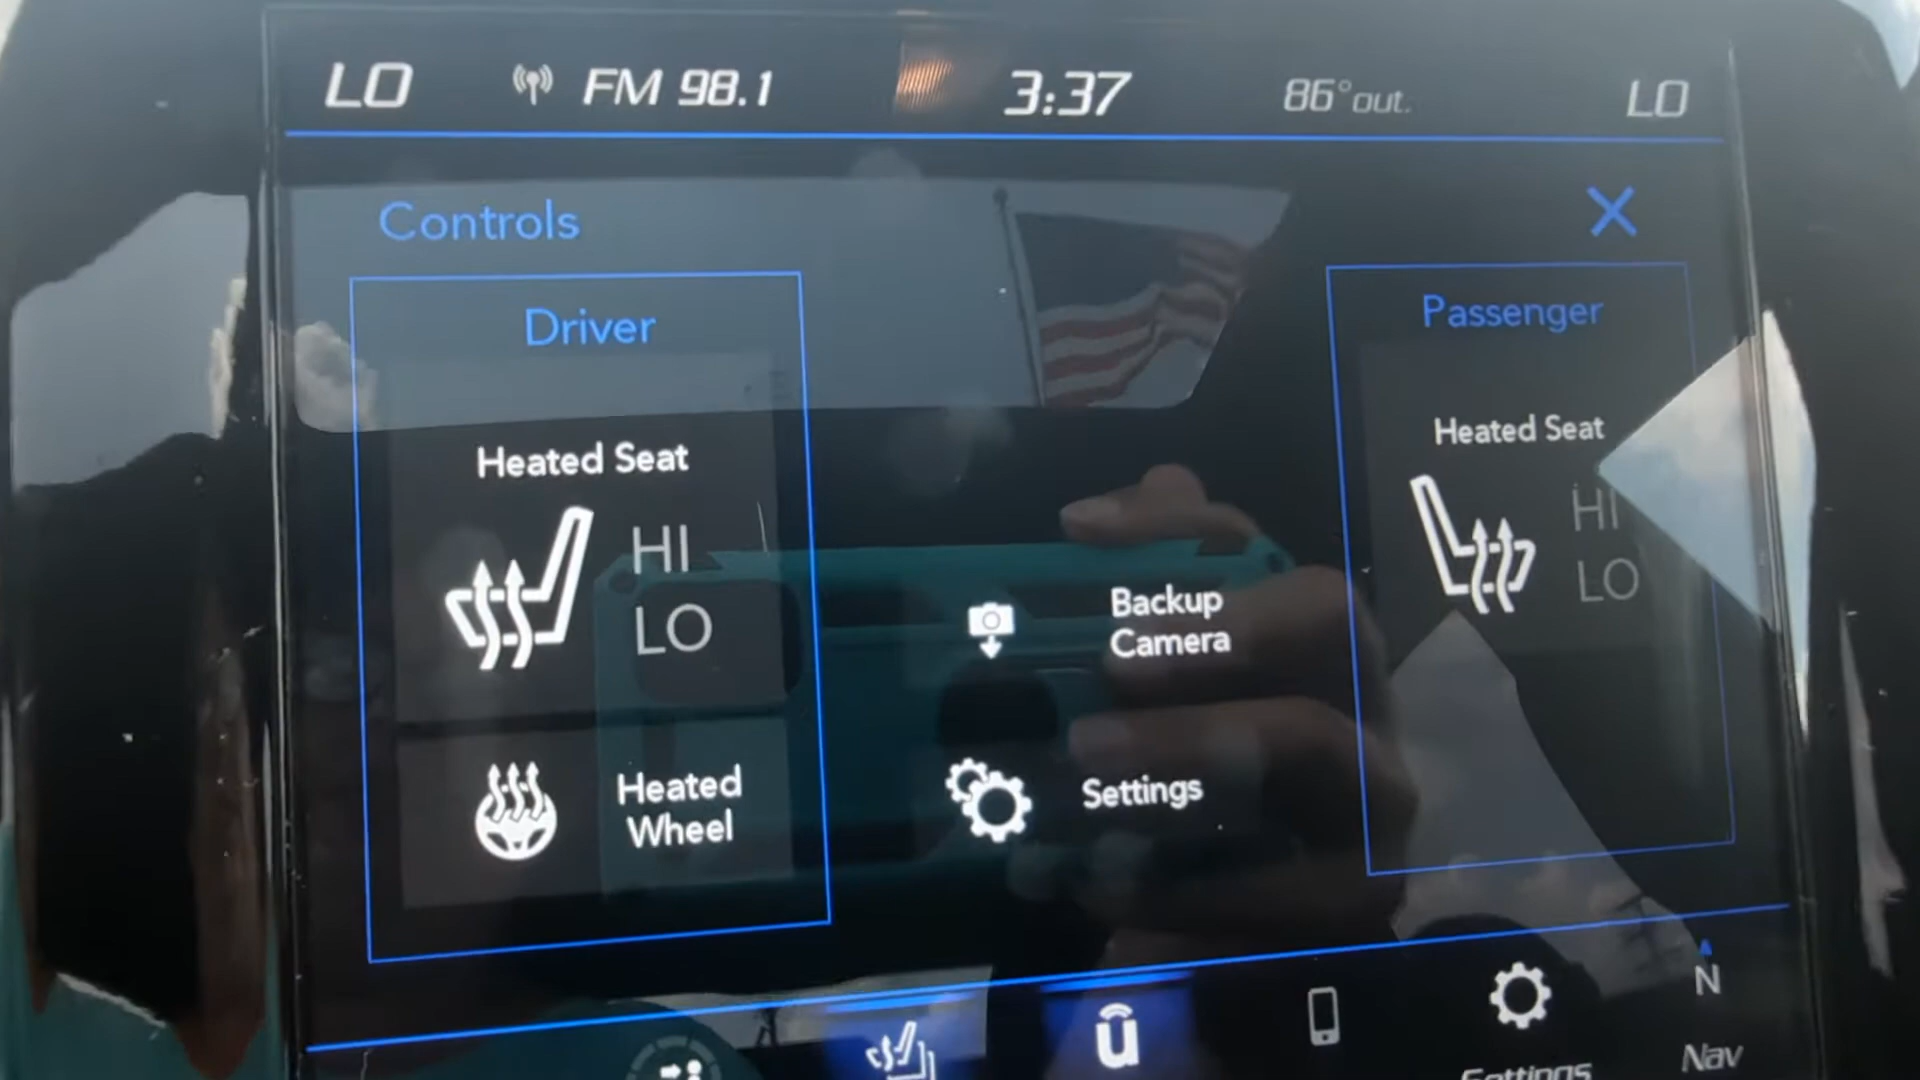 LO FM 98.1 3:37 86°out. LO
Controls X
Driver
Heated Seat
HI
LO
Heated
Wheel
Backup
Camera
Settings
Passenger
Heated Seat
HI
LO
u
Settings
N
Nav